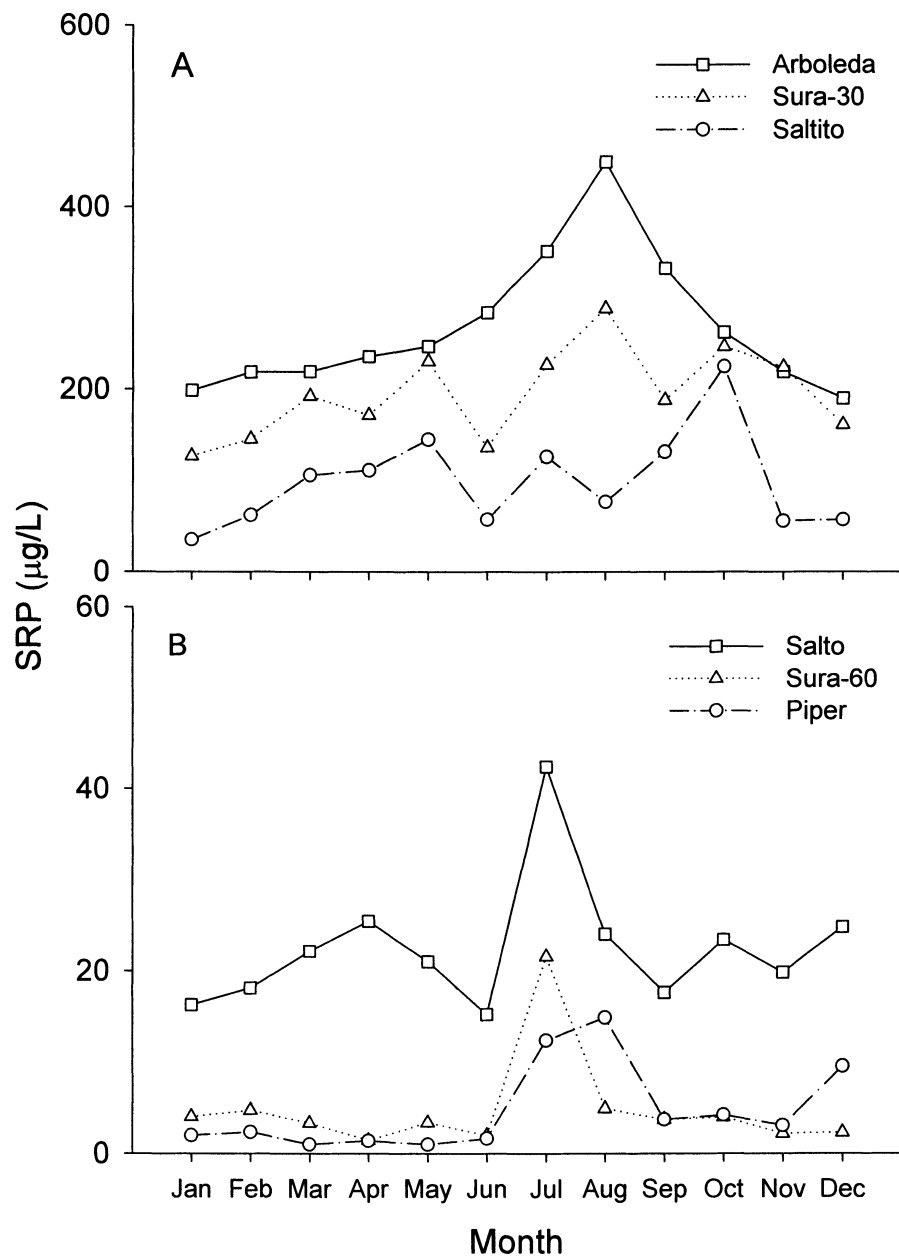 600
A
Arboleda
Sura-30
Saltito
400
200
0
SRP (μg/L)
60
B
Salto
Sura-60
Piper
40
20
0
Jan Feb Mar Apr May Jun Jul Aug Sep Oct Nov Dec
Month